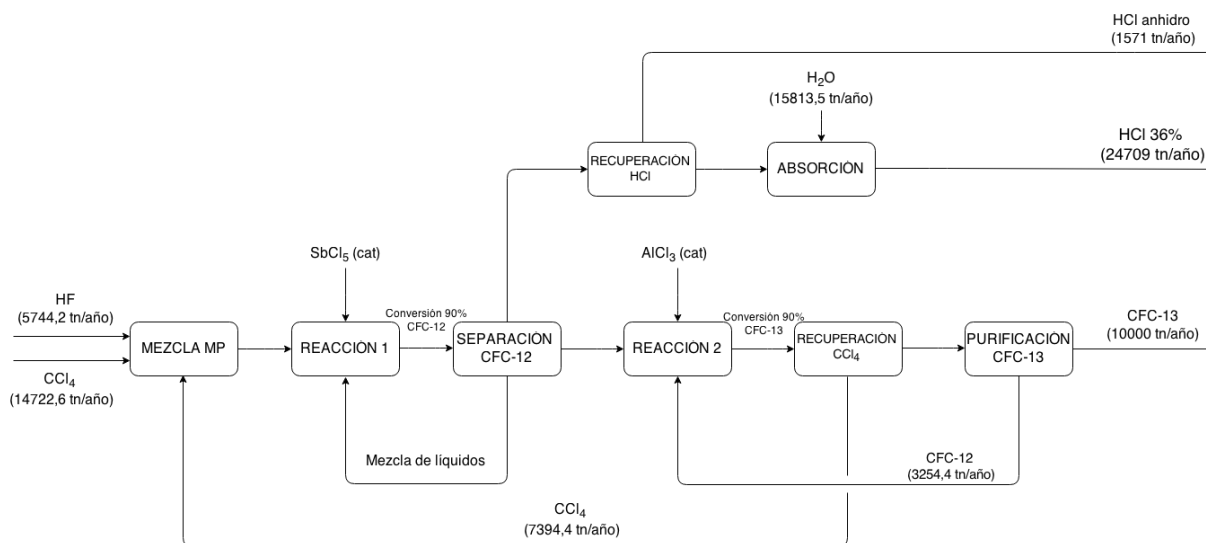 HCl anhidro
(1571 tn/año)
H₂O
(15813,5 tn/año)
HCl 36%
(24709 tn/año)
RECUPERACIÓN
HCl
ABSORCIÓN
SbCl₅ (cat)
AlCl₃ (cat)
HF
(5744,2 tn/año)
CCl₄
(14722,6 tn/año)
MEZCLA MP
REACCIÓN 1
Conversión 90%
CFC-12
SEPARACIÓN
CFC-12
REACCIÓN 2
Conversión 90%
CFC-13
RECUPERACIÓN
CCl₄
PURIFICACIÓN
CFC-13
CFC-13
(10000 tn/año)
Mezcla de líquidos
CFC-12
(3254,4 tn/año)
CCl₄
(7394,4 tn/año)